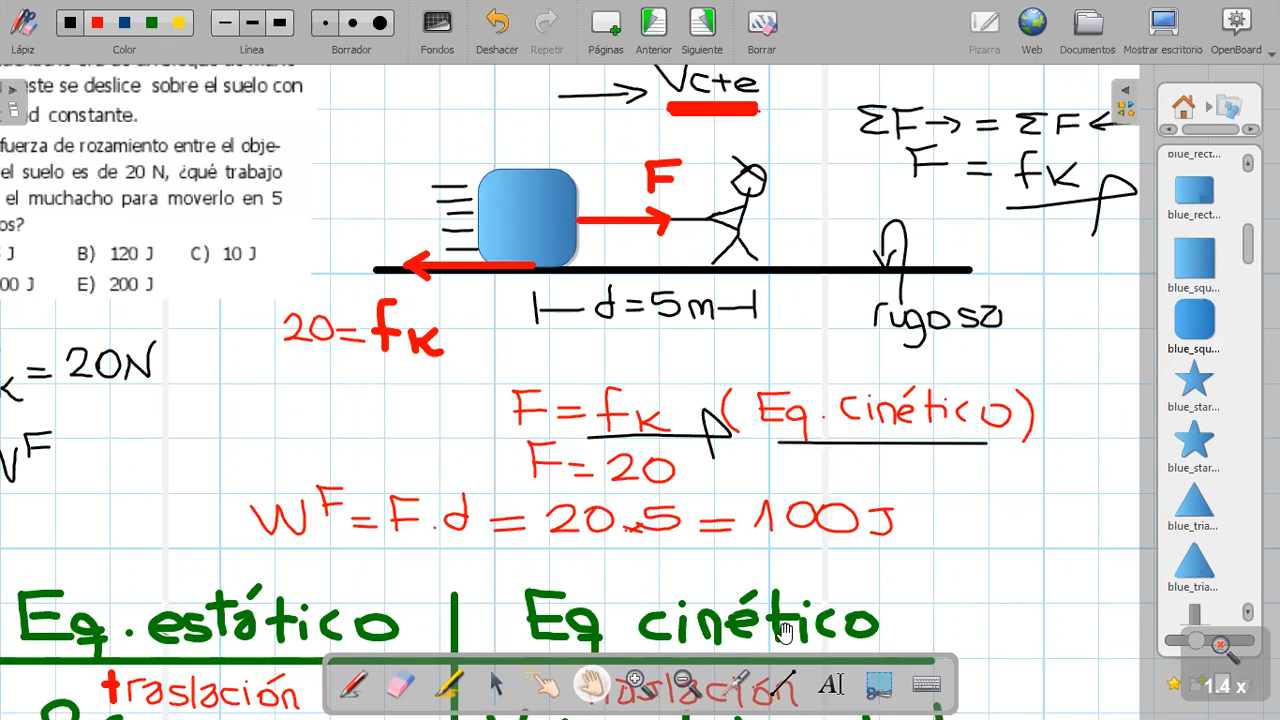 Lápiz
Color
Línea
Borrador
Fondos
Deshacer
Repetir
Páginas
Anterior
Siguiente
Borrar
Pizarra
Web
Documentos
Mostrar escritorio
OpenBoard
este se deslice sobre el suelo con
constante.
fuerza de rozamiento entre el obje-
el suelo es de 20 N, ¿qué trabajo
el muchacho para moverlo en 5
os?
J B) 120 J C) 10 J
00 J E) 200 J
Vcte
ΣF→ = ΣF←
F = fK
F
d = 5m
rugoso
20 = fK
K = 20N
WF
F = fK (Eq. cinético)
F = 20
WF = F.d = 20×5 = 100J
Eq. estático
Eq cinético
traslación
traslación
blue_rect...
blue_squ...
blue_squ...
blue_star...
blue_star...
blue_tria...
blue_tria...
1.4 x